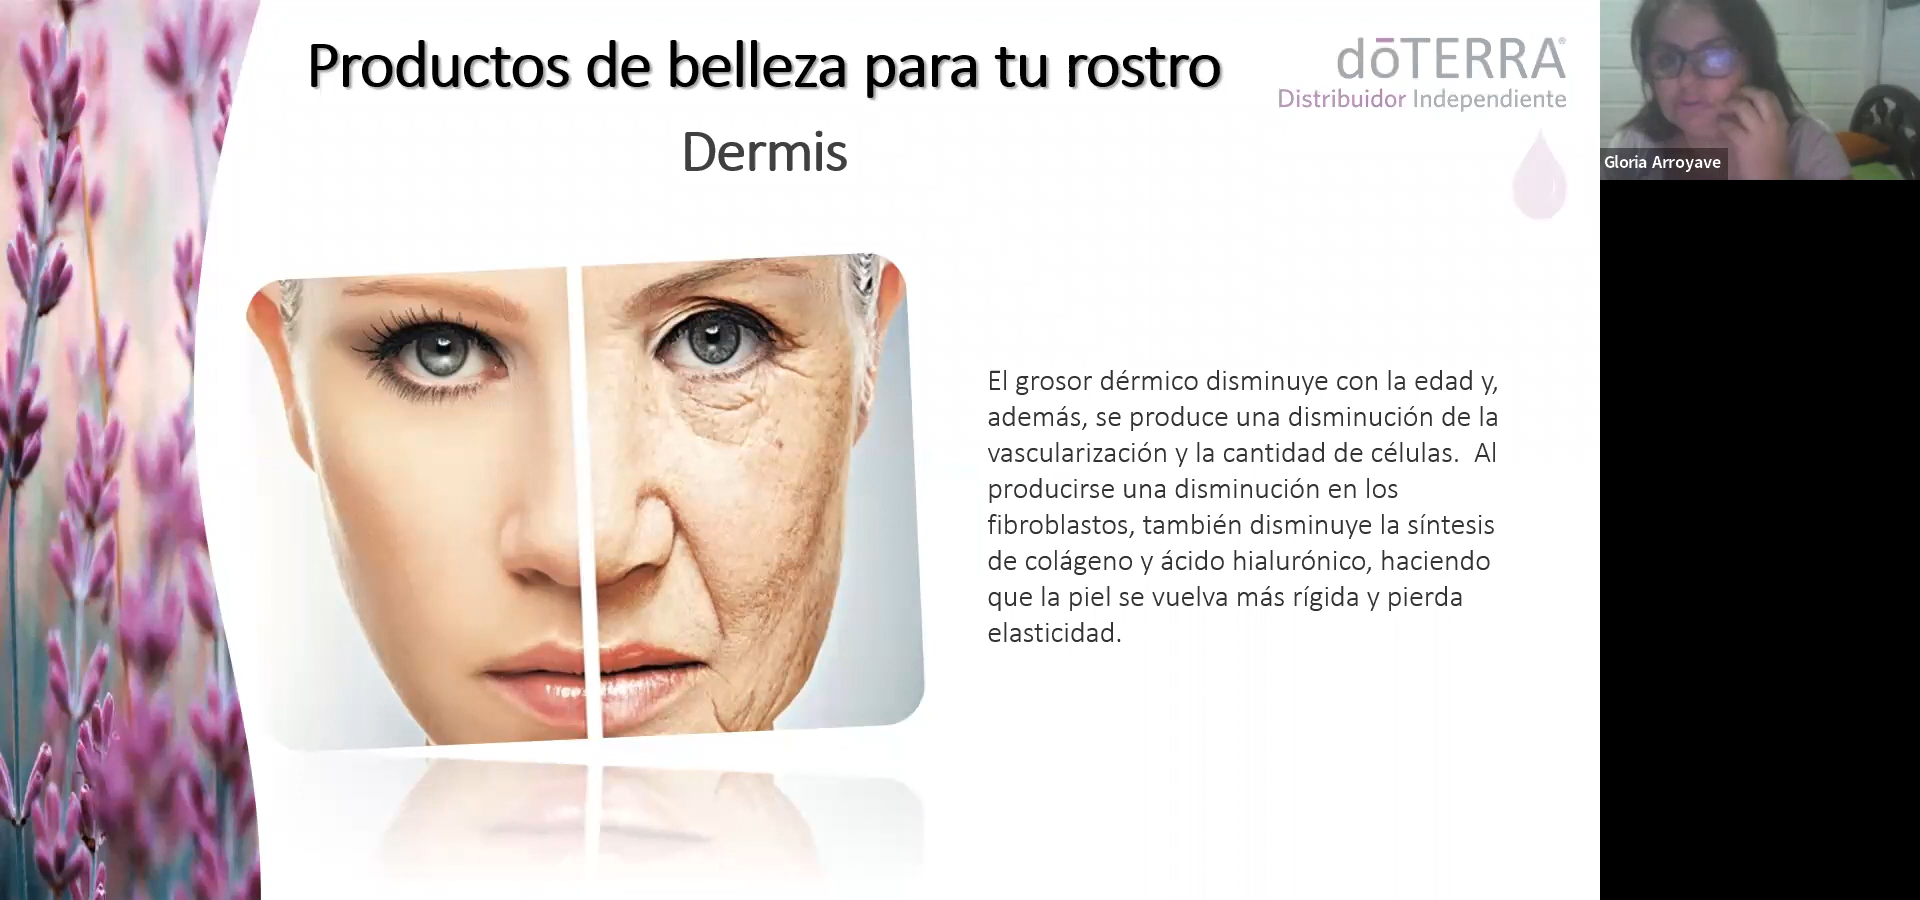 Productos de belleza para tu rostro
dōTERRA®
Distribuidor Independiente
Dermis
Gloria Arroyave
El grosor dérmico disminuye con la edad y,
además, se produce una disminución de la
vascularización y la cantidad de células.  Al
producirse una disminución en los
fibroblastos, también disminuye la síntesis
de colágeno y ácido hialurónico, haciendo
que la piel se vuelva más rígida y pierda
elasticidad.